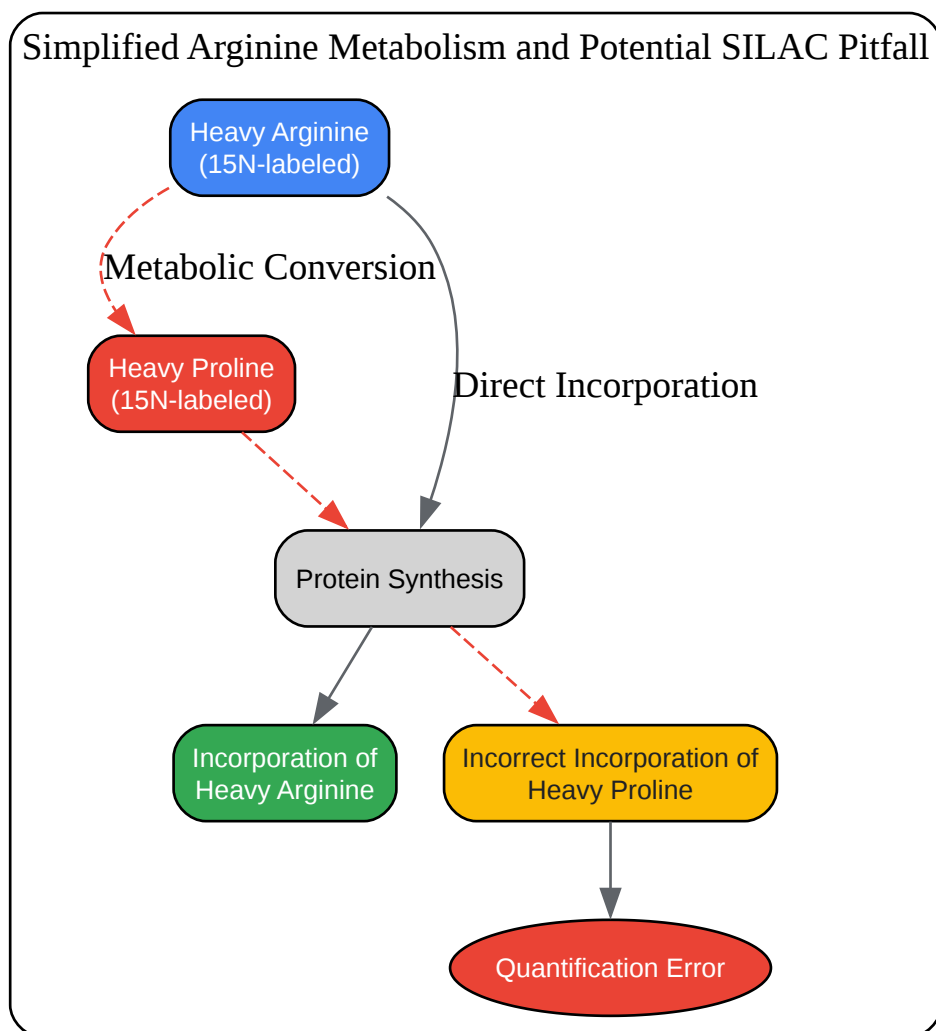 Simplified Arginine Metabolism and Potential SILAC Pitfall
Heavy Arginine
(15N-labeled)
Metabolic Conversion
Heavy Proline
(15N-labeled)
Direct Incorporation
Protein Synthesis
Incorporation of
Heavy Arginine
Incorrect Incorporation of
Heavy Proline
Quantification Error